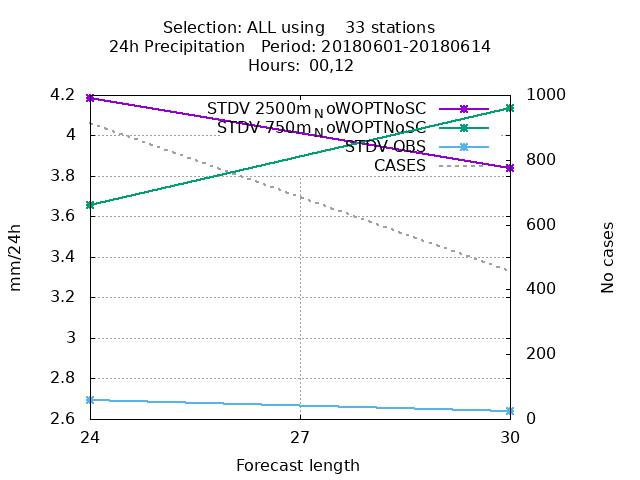 Selection: ALL using    33 stations
24h Precipitation   Period: 20180601-20180614
Hours:  00,12
STDV 2500m_NoWOPTNoSC
STDV 750m_NoWOPTNoSC
STDV OBS
CASES
4.2
4
3.8
3.6
3.4
3.2
3
2.8
2.6
mm/24h
1000
800
600
400
200
0
No cases
24
27
30
Forecast length